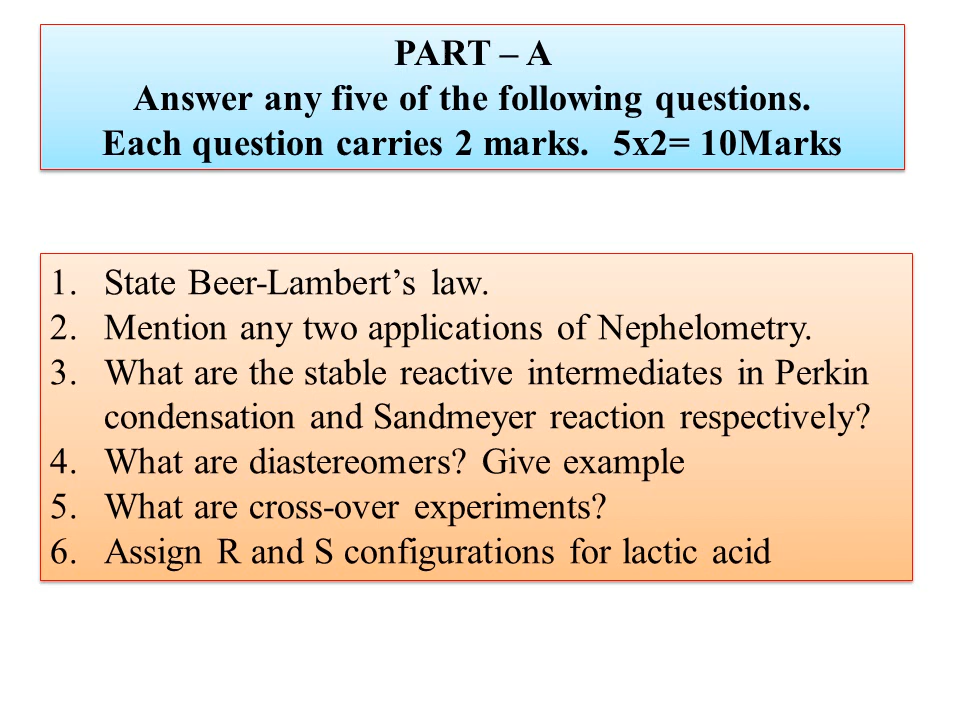 PART – A
Answer any five of the following questions.
Each question carries 2 marks. 5x2= 10Marks
1. State Beer-Lambert’s law.
2. Mention any two applications of Nephelometry.
3. What are the stable reactive intermediates in Perkin
condensation and Sandmeyer reaction respectively?
4. What are diastereomers? Give example
5. What are cross-over experiments?
6. Assign R and S configurations for lactic acid